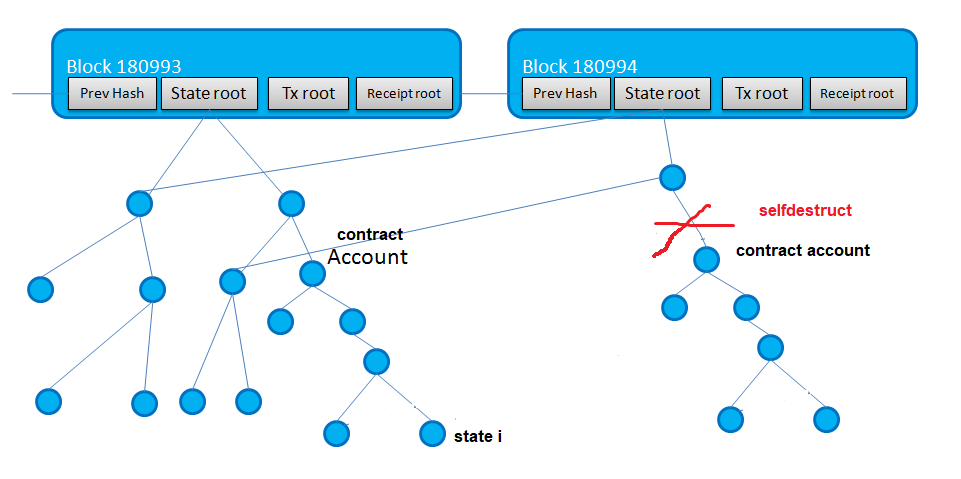 Block 180993
Prev Hash
State root
Tx root
Receipt root
Block 180994
Prev Hash
State root
Tx root
Receipt root
contract
Account
state i
selfdestruct
contract account